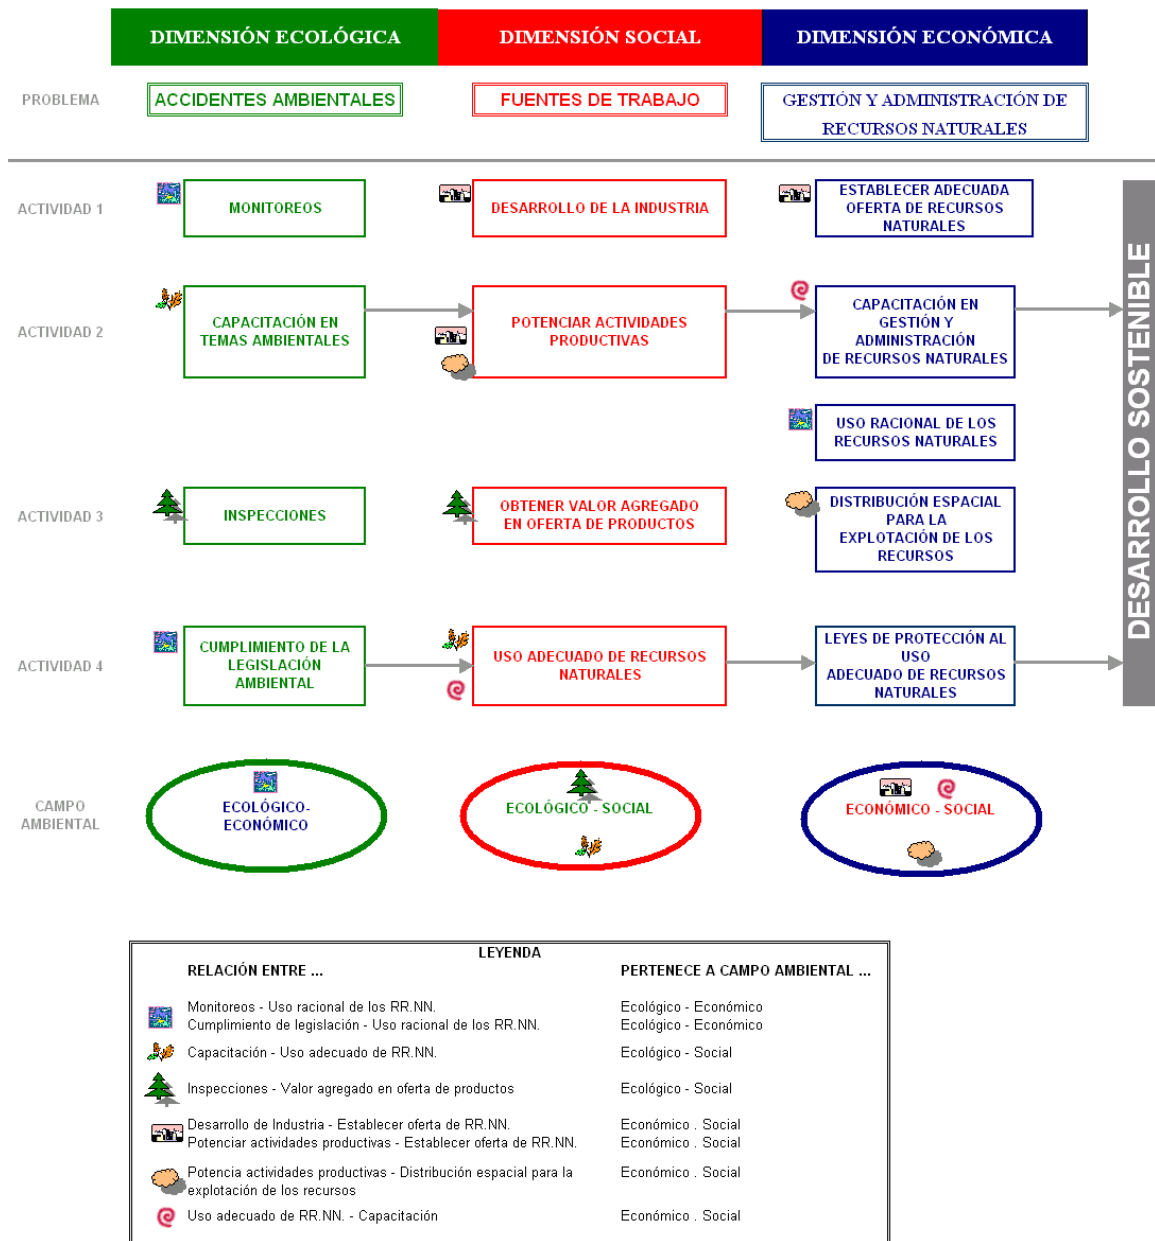 DIMENSIÓN ECOLÓGICA
DIMENSIÓN SOCIAL
DIMENSIÓN ECONÓMICA
PROBLEMA
ACCIDENTES AMBIENTALES
FUENTES DE TRABAJO
GESTIÓN Y ADMINISTRACIÓN DE
RECURSOS NATURALES
ACTIVIDAD 1
MONITOREOS
DESARROLLO DE LA INDUSTRIA
ESTABLECER ADECUADA
OFERTA DE RECURSOS
NATURALES
ACTIVIDAD 2
CAPACITACIÓN EN
TEMAS AMBIENTALES
POTENCIAR ACTIVIDADES
PRODUCTIVAS
CAPACITACIÓN EN
GESTIÓN Y
ADMINISTRACIÓN
DE RECURSOS NATURALES
USO RACIONAL DE LOS
RECURSOS NATURALES
ACTIVIDAD 3
INSPECCIONES
OBTENER VALOR AGREGADO
EN OFERTA DE PRODUCTOS
DISTRIBUCIÓN ESPACIAL
PARA LA
EXPLOTACIÓN DE LOS
RECURSOS
ACTIVIDAD 4
CUMPLIMIENTO DE LA
LEGISLACIÓN
AMBIENTAL
USO ADECUADO DE RECURSOS
NATURALES
LEYES DE PROTECCIÓN AL
USO
ADECUADO DE RECURSOS
NATURALES
DESARROLLO SOSTENIBLE
CAMPO
AMBIENTAL
ECOLÓGICO-
ECONÓMICO
ECOLÓGICO - SOCIAL
ECONÓMICO - SOCIAL
LEYENDA
RELACIÓN ENTRE ...
PERTENECE A CAMPO AMBIENTAL ...
Monitoreos - Uso racional de los RR.NN.
Ecológico - Económico
Cumplimiento de legislación - Uso racional de los RR.NN.
Ecológico - Económico
Capacitación - Uso adecuado de RR.NN.
Ecológico - Social
Inspecciones - Valor agregado en oferta de productos
Ecológico - Social
Desarrollo de Industria - Establecer oferta de RR.NN.
Económico . Social
Potenciar actividades productivas - Establecer oferta de RR.NN.
Económico . Social
Potencia actividades productivas - Distribución espacial para la
explotación de los recursos
Económico . Social
Uso adecuado de RR.NN. - Capacitación
Económico . Social